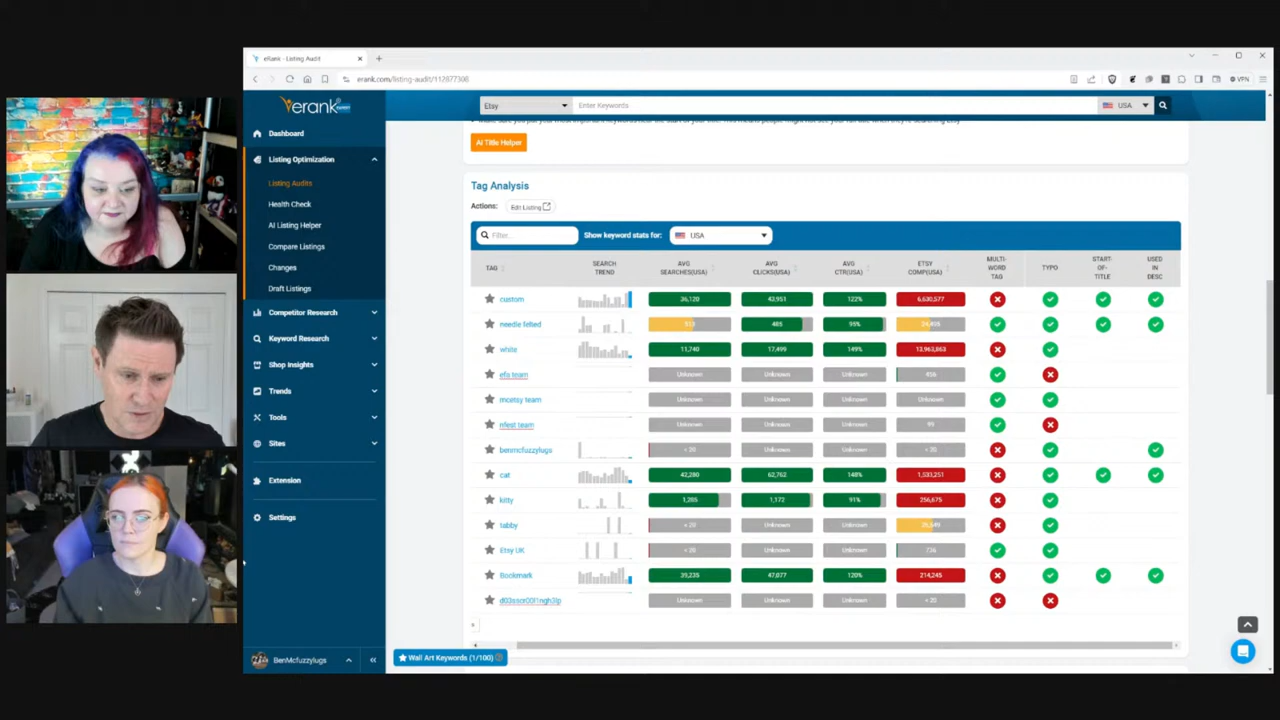 eRank - Listing Audit
erank.com/listing-audit/112877308
VPN
erank
Etsy
Enter Keywords
USA
Dashboard
Listing Optimization
Listing Audits
Health Check
AI Listing Helper
Compare Listings
Changes
Draft Listings
Competitor Research
Keyword Research
Shop Insights
Trends
Tools
Sites
Extension
Settings
BenMcfuzzylugs
AI Title Helper
Tag Analysis
Actions: Edit Listing
Filter... Show keyword stats for: USA
TAG SEARCH TREND AVG SEARCHES(USA) AVG CLICKS(USA) AVG CTR(USA) ETSY COMP(USA) MULTI-WORD TAG TYPO START-OF-TITLE USED IN DESC
custom 36,120 43,951 122% 6,630,577
needle felted 485 95%
white 11,740 17,499 149% 13,963,863
efa team Unknown Unknown Unknown 456
mcetsy team Unknown Unknown Unknown Unknown
nfest team Unknown Unknown Unknown 99
benmcfuzzylugs < 20 Unknown Unknown < 20
cat 42,280 62,762 148% 1,533,251
kitty 1,285 1,172 91% 256,675
tabby < 20 Unknown Unknown
Etsy UK < 20 Unknown Unknown 736
Bookmark 39,235 47,077 120% 214,245
Unknown Unknown Unknown < 20
Wall Art Keywords (1/100)